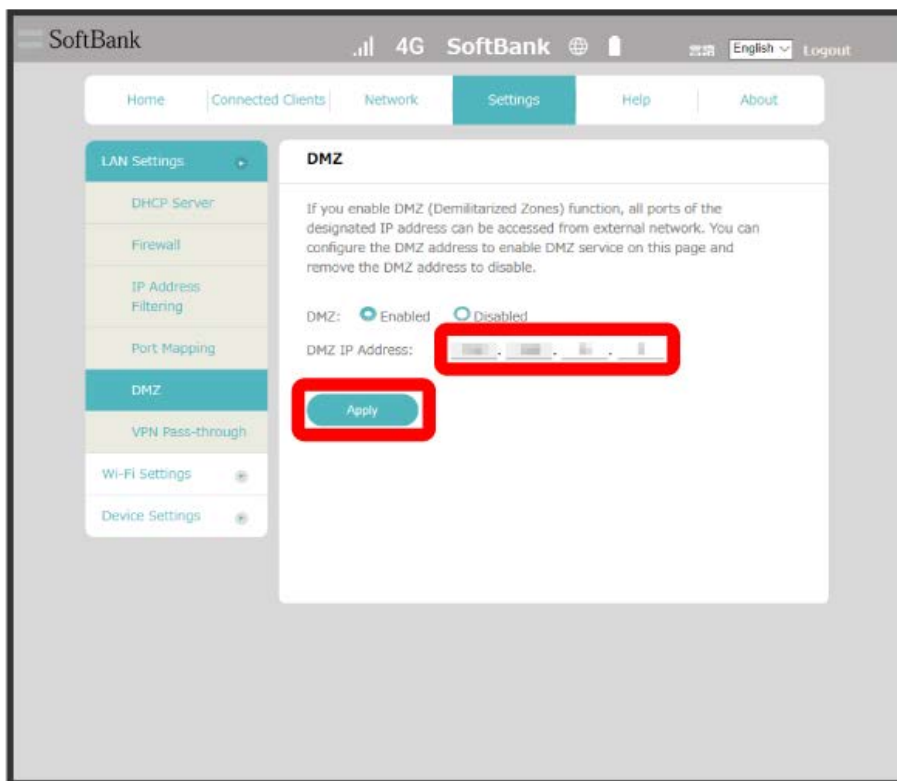 SoftBank
4G SoftBank
言語 English Logout
Home Connected Clients Network Settings Help About
LAN Settings
DHCP Server
Firewall
IP Address
Filtering
Port Mapping
DMZ
VPN Pass-through
Wi-Fi Settings
Device Settings
DMZ
If you enable DMZ (Demilitarized Zones) function, all ports of the
designated IP address can be accessed from external network. You can
configure the DMZ address to enable DMZ service on this page and
remove the DMZ address to disable.
DMZ: Enabled Disabled
DMZ IP Address:
Apply